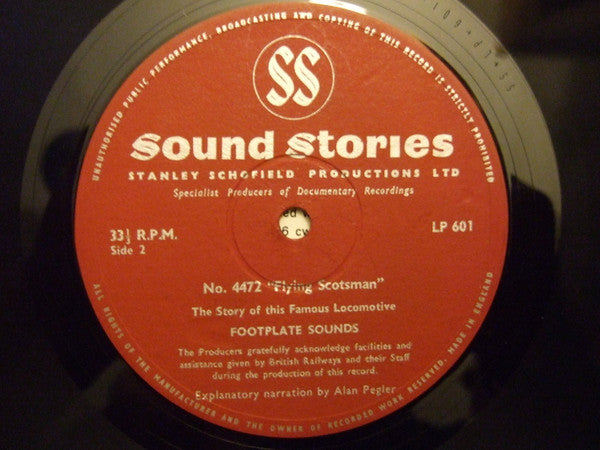 UNAUTHORISED PUBLIC PERFORMANCE, BROADCASTING AND COPYING OF THIS RECORD IS STRICTLY PROHIBITED
SS
Sound Stories
STANLEY SCHOFIELD PRODUCTIONS LTD
Specialist Producers of Documentary Recordings
33⅓ R.P.M.
Side 2
LP 601
No. 4472 "Flying Scotsman"
The Story of this Famous Locomotive
FOOTPLATE SOUNDS
The Producers gratefully acknowledge facilities and
assistance given by British Railways and their Staff
during the production of this record.
Explanatory narration by Alan Pegler
ALL RIGHTS OF THE MANUFACTURER AND THE OWNER OF RECORDED WORK RESERVED. MADE IN ENGLAND
6 cw